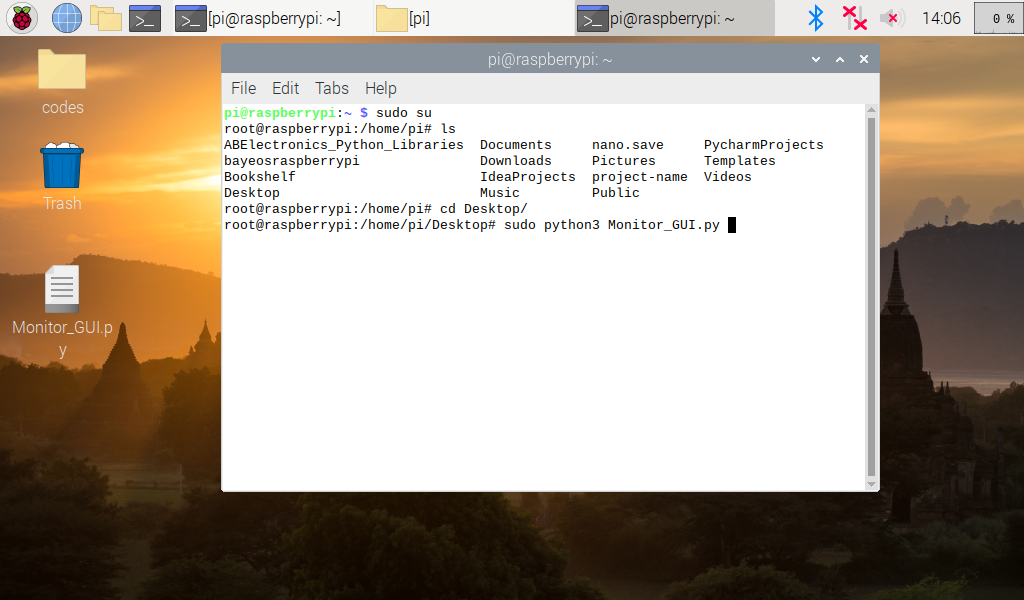 [pi@raspberrypi: ~] [pi] pi@raspberrypi: ~ 14:06 0 %
codes
Trash
Monitor_GUI.p
y
pi@raspberrypi: ~
File Edit Tabs Help
pi@raspberrypi:~ $ sudo su
root@raspberrypi:/home/pi# ls
ABElectronics_Python_Libraries Documents nano.save PycharmProjects
bayeosraspberrypi Downloads Pictures Templates
Bookshelf IdeaProjects project-name Videos
Desktop Music Public
root@raspberrypi:/home/pi# cd Desktop/
root@raspberrypi:/home/pi/Desktop# sudo python3 Monitor_GUI.py